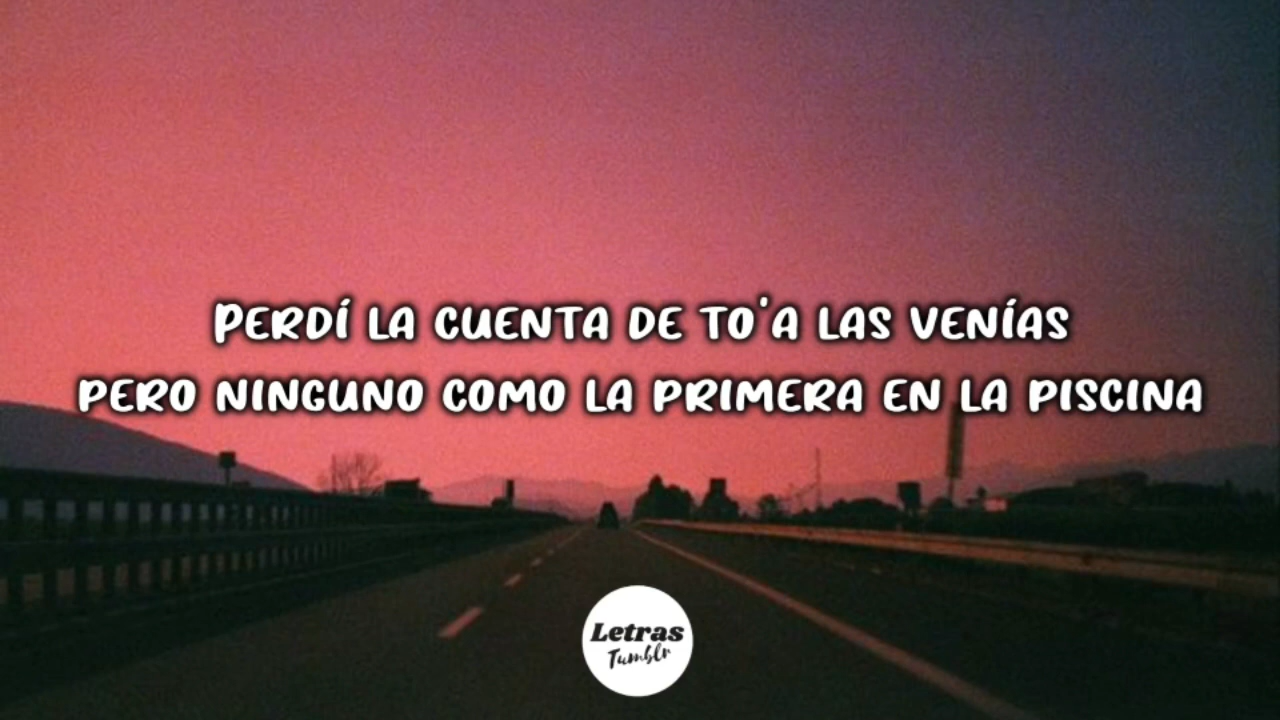 PERDÍ LA CUENTA DE TO'A LAS VENÍAS
PERO NINGUNO COMO LA PRIMERA EN LA PISCINA
Letras
Tumblr